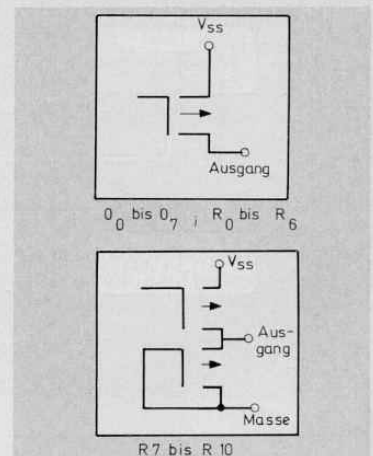 VSS
Ausgang
O0 bis O7 ; R0 bis R6
VSS
Aus-
gang
Masse
R7 bis R10